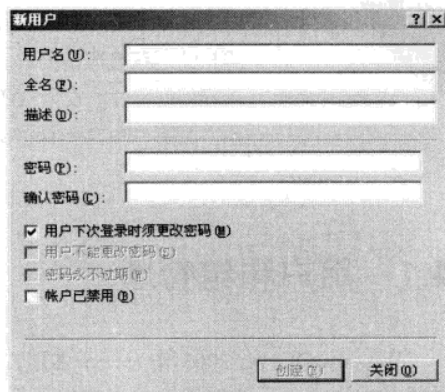 新用户
用户名(U):
全名(F):
描述(D):
密码(P):
确认密码(C):
用户下次登录时须更改密码(M)
用户不能更改密码(S)
密码永不过期(W)
帐户已禁用(B)
创建(E) 关闭(O)